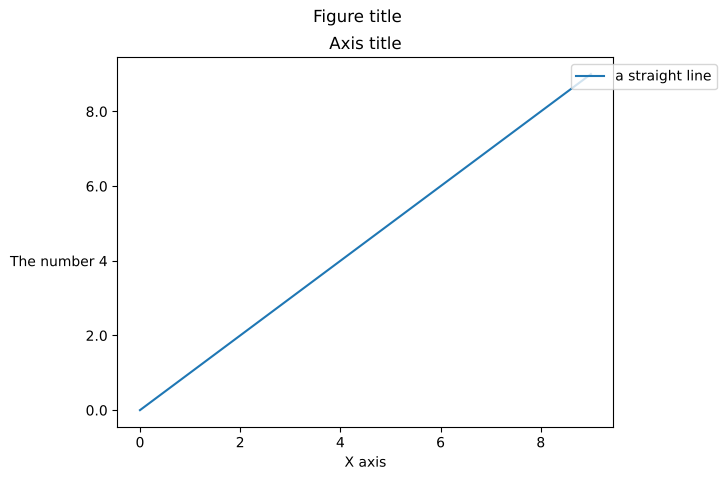 Figure title
Axis title
a straight line
8.0
6.0
The number 4
2.0
0.0
0 2 4 6 8
X axis